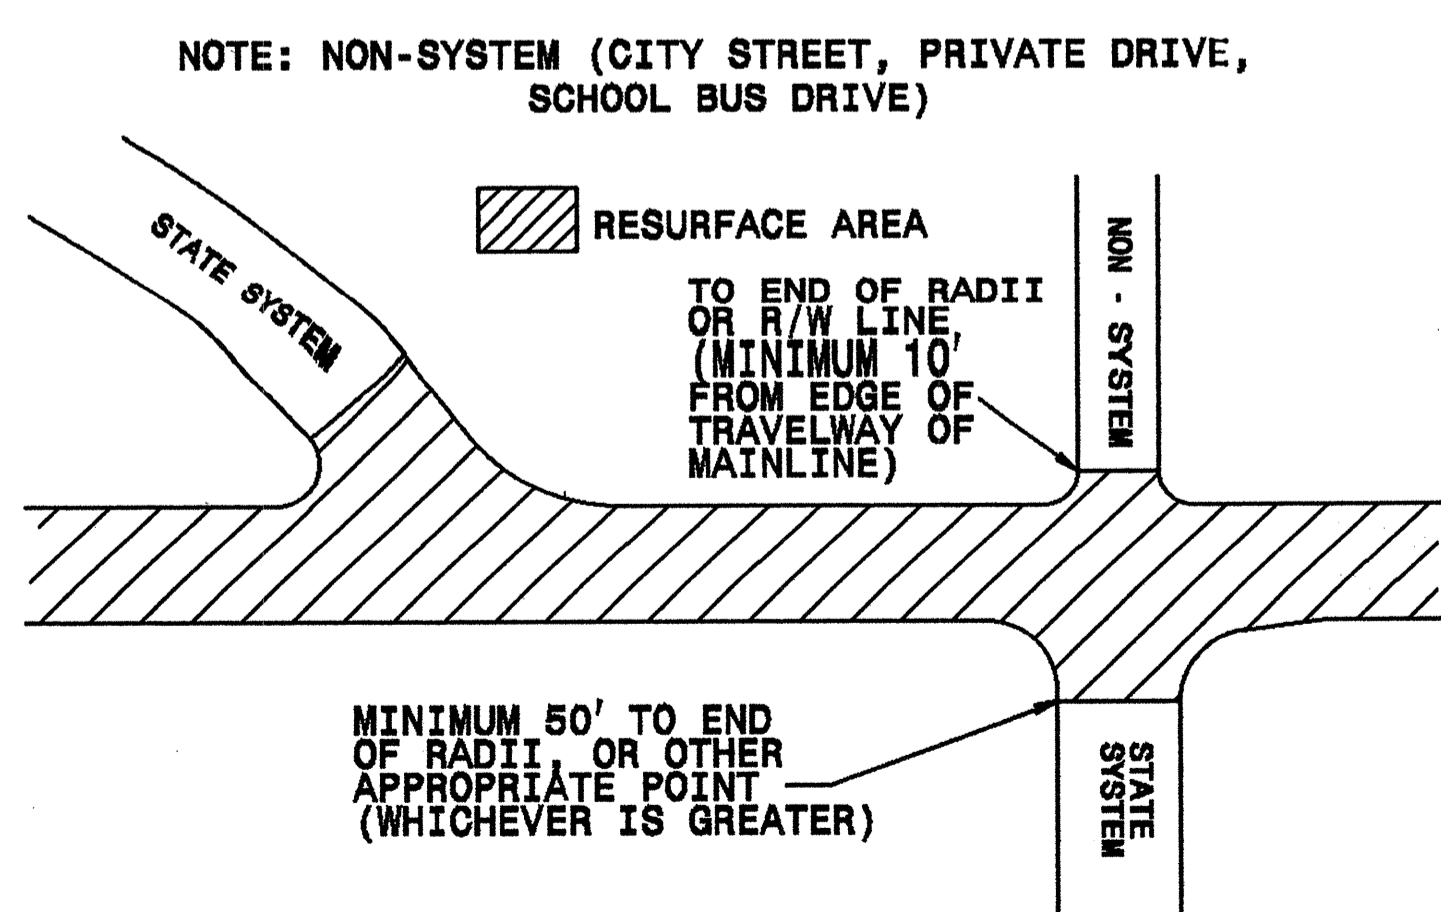 NOTE: NON-SYSTEM (CITY STREET, PRIVATE DRIVE,
SCHOOL BUS DRIVE)
STATE SYSTEM
RESURFACE AREA
TO END OF RADII
OR R/W LINE,
(MINIMUM 10'
FROM EDGE OF
TRAVELWAY OF
MAINLINE)
NON - SYSTEM
MINIMUM 50' TO END
OF RADII, OR OTHER
APPROPRIATE POINT
(WHICHEVER IS GREATER)
STATE
SYSTEM